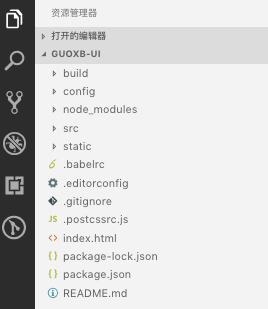 资源管理器
打开的编辑器
GUOXB-UI
build
config
node_modules
src
static
.babelrc
.editorconfig
.gitignore
.postcssrc.js
index.html
package-lock.json
package.json
README.md